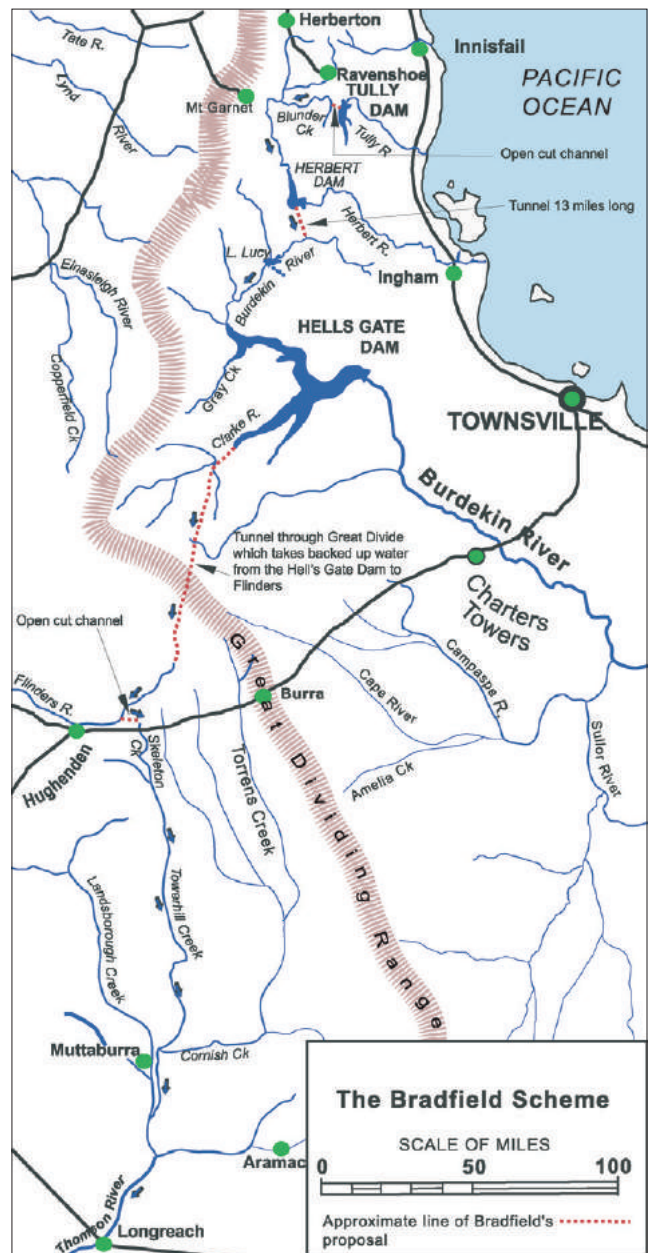 Herberton
Tate R.
Innisfail
Lynd
River
Ravenshoe
TULLY
DAM
PACIFIC
OCEAN
Mt Garnet
Blunder
Ck
Tully R.
Open cut channel
HERBERT
DAM
Tunnel 13 miles long
Herbert R.
L. Lucy
Burdekin River
Ingham
Einasleigh River
HELLS GATE
DAM
Copperfield Ck
Gray Ck
Clarke R.
TOWNSVILLE
Burdekin River
Tunnel through Great Divide
which takes backed up water
from the Hell's Gate Dam to
Flinders
Charters
Towers
Open cut channel
Great Dividing Range
Campaspe R.
Flinders R.
Burra
Cape River
Hughenden
Skeleton
Ck
Torrens Creek
Amelia Ck
Sullor River
Landsborough Creek
Towerhill Creek
Muttaburra
Cornish Ck
The Bradfield Scheme
SCALE OF MILES
0 50 100
Aramac
Approximate line of Bradfield's
proposal
Thomson River
Longreach